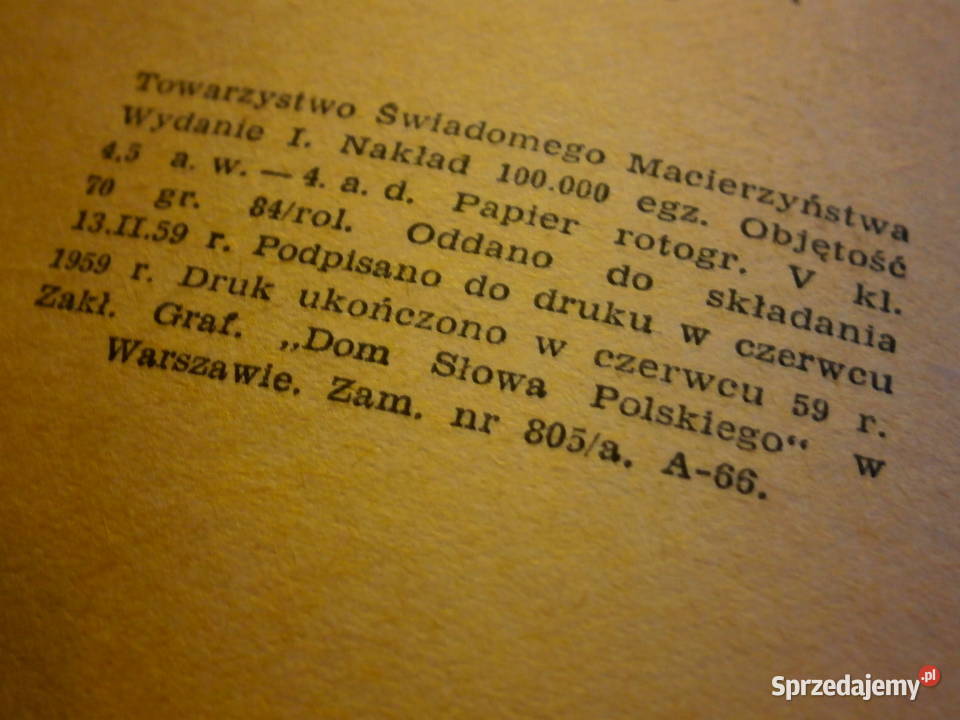 Towarzystwo Świadomego Macierzyństwa
Wydanie I. Nakład 100.000 egz. Objętość
4,5 a. w. — 4. a. d. Papier rotogr. V kl.
70 gr. 84/rol. Oddano do składania
13.II.59 r. Podpisano do druku w czerwcu
1959 r. Druk ukończono w czerwcu 59 r.
Zakł. Graf. „Dom Słowa Polskiego“ w
Warszawie. Zam. nr 805/a. A-66.
Sprzedajemy.pl